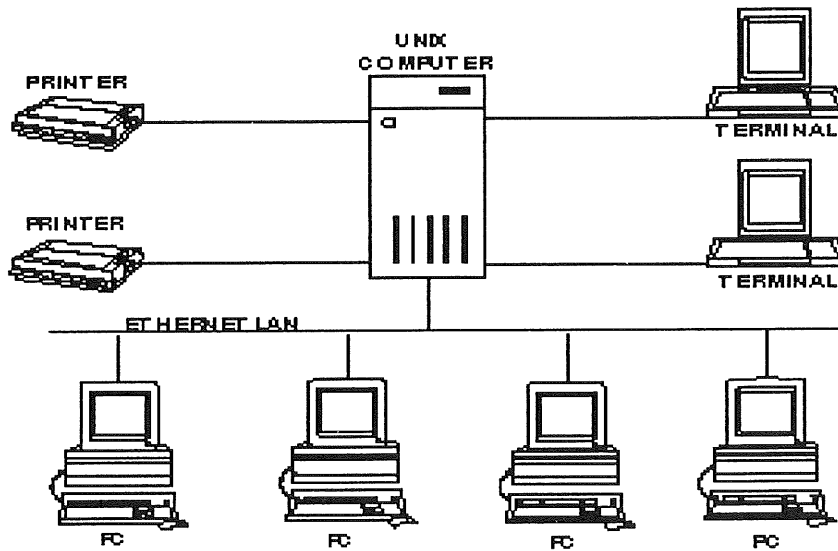 UNIX
COMPUTER
PRINTER
TERMINAL
PRINTER
TERMINAL
ETHERNET LAN
PC
PC
PC
PC